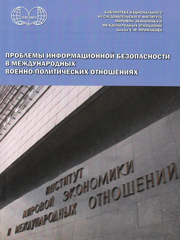 БИБЛИОТЕКА НАЦИОНАЛЬНОГО
ИССЛЕДОВАТЕЛЬСКОГО ИНСТИТУТА
МИРОВОЙ ЭКОНОМИКИ И
МЕЖДУНАРОДНЫХ ОТНОШЕНИЙ
имени Е.М. ПРИМАКОВА
ПРОБЛЕМЫ ИНФОРМАЦИОННОЙ БЕЗОПАСНОСТИ
В МЕЖДУНАРОДНЫХ
ВОЕННО-ПОЛИТИЧЕСКИХ ОТНОШЕНИЯХ
ИНСТИТУТ
МИРОВОЙ ЭКОНОМИКИ
И МЕЖДУНАРОДНЫХ ОТНОШЕНИЙ